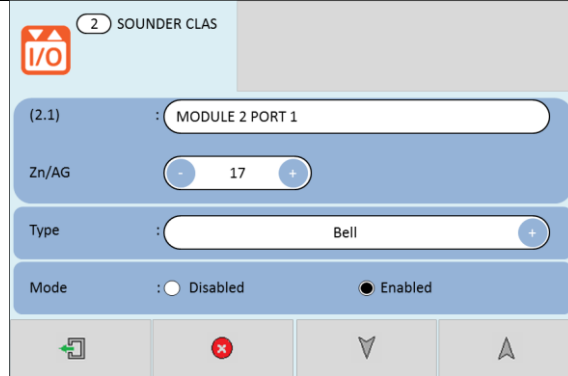 2 SOUNDER CLAS
I/O
(2.1) : MODULE 2 PORT 1
Zn/AG - 17 +
Type : Bell +
Mode : Disabled Enabled